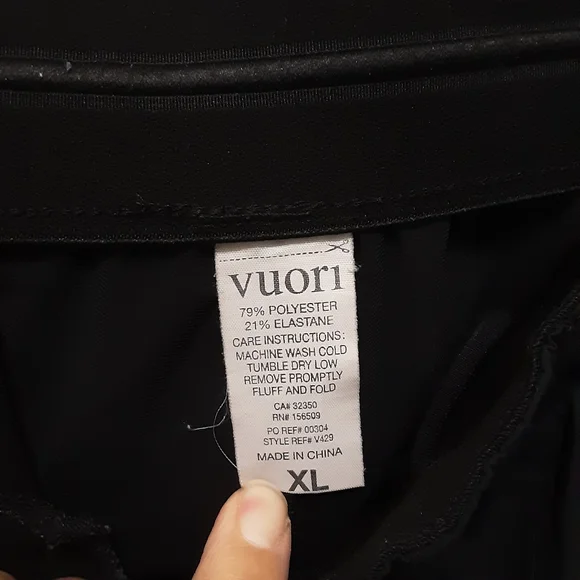 vuori
79% POLYESTER
21% ELASTANE
CARE INSTRUCTIONS:
MACHINE WASH COLD
TUMBLE DRY LOW
REMOVE PROMPTLY
FLUFF AND FOLD
CA# 32350
RN# 156509
PO REF# 00304
STYLE REF# V429
MADE IN CHINA
XL